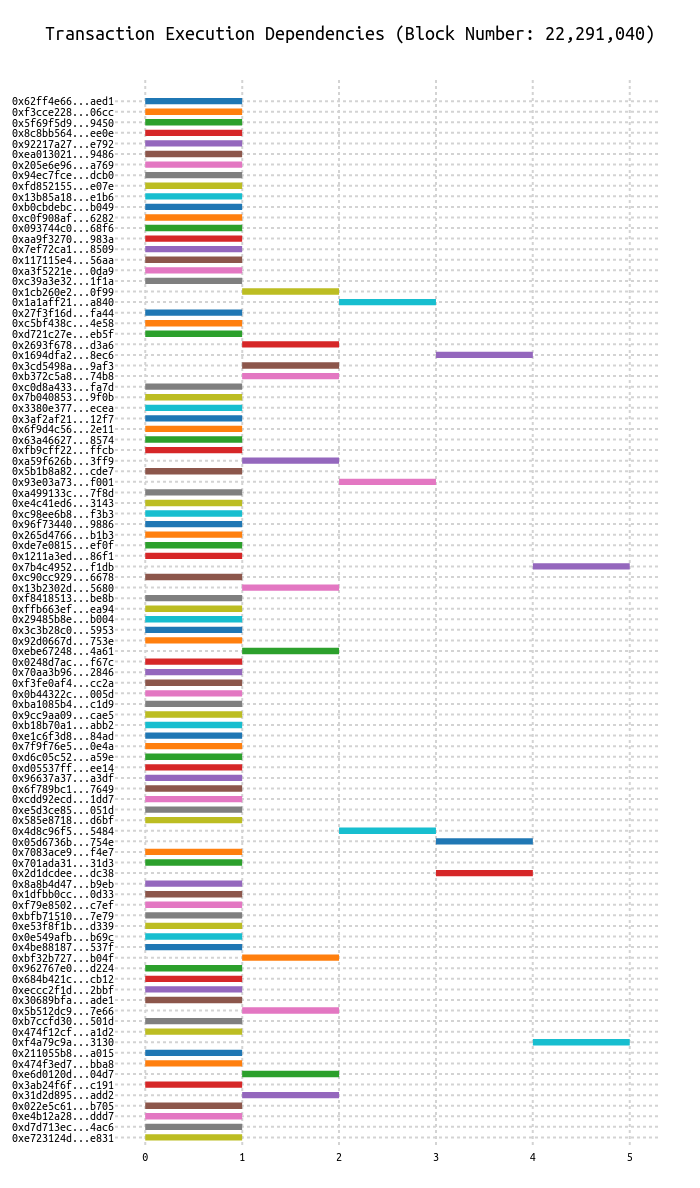 Transaction Execution Dependencies (Block Number: 22,291,040)
0x62ff4e66...aed1
0xf3cce228...06cc
0x5f69f5d9...9450
0x8c8bb564...ee0e
0x92217a27...e792
0xea013021...9486
0x205e6e96...a769
0x94ec7fce...dcb0
0xfd852155...e07e
0x13b85a18...e1b6
0xb0cbdebc...b049
0xc0f908af...6282
0x093744c0...68f6
0xaa9f3270...983a
0x7ef72ca1...8509
0x117115e4...56aa
0xa3f5221e...0da9
0xc39a3e32...1f1a
0x1cb260e2...0f99
0x1a1aff21...a840
0x27f3f16d...fa44
0xc5bf438c...4e58
0xd721c27e...eb5f
0x2693f678...d3a6
0x1694dfa2...8ec6
0x3cd5498a...9af3
0xb372c5a8...74b8
0xc0d8a433...fa7d
0x7b040853...9f0b
0x3380e377...ecea
0x3af2af21...12f7
0x6f9d4c56...2e11
0x63a46627...8574
0xfb9cff22...ffcb
0xa59f626b...3ff9
0x5b1b8a82...cde7
0x93e03a73...f001
0xa499133c...7f8d
0xe4c41ed6...3143
0xc98ee6b8...f3b3
0x96f73440...9886
0x265d4766...b1b3
0xde7e0815...ef0f
0x1211a3ed...86f1
0x7b4c4952...f1db
0xc90cc929...6678
0x13b2302d...5680
0xf8418513...be8b
0xffb663ef...ea94
0x29485b8e...b004
0x3c3b28c0...5953
0x92d0667d...753e
0xebe67248...4a61
0x0248d7ac...f67c
0x70aa3b96...2846
0xf3fe0af4...cc2a
0x0b44322c...005d
0xba1085b4...c1d9
0x9cc9aa09...cae5
0xb18b70a1...abb2
0xe1c6f3d8...84ad
0x7f9f76e5...0e4a
0xd6c05c52...a59e
0xd05537ff...ee14
0x96637a37...a3df
0x6f789bc1...7649
0xcdd92ecd...1dd7
0xe5d3ce85...051d
0x585e8718...d6bf
0x4d8c96f5...5484
0x05d6736b...754e
0x7083ace9...f4e7
0x701ada31...31d3
0x2d1dcdee...dc38
0x8a8b4d47...b9eb
0x1dfbb0cc...0d33
0xf79e8502...c7ef
0xbfb71510...7e79
0xe53f8f1b...d339
0x0e549afb...b69c
0x4be88187...537f
0xbf32b727...b04f
0x962767e0...d224
0x684b421c...cb12
0xeccc2f1d...2bbf
0x30689bfa...ade1
0x5b512dc9...7e66
0xb7ccfd30...501d
0x474f12cf...a1d2
0xf4a79c9a...3130
0x211055b8...a015
0x474f3ed7...bba8
0xe6d0120d...04d7
0x3ab24f6f...c191
0x31d2d895...add2
0x022e5c61...b705
0xe4b12a28...ddd7
0xd7d713ec...4ac6
0xe723124d...e831
0 1 2 3 4 5